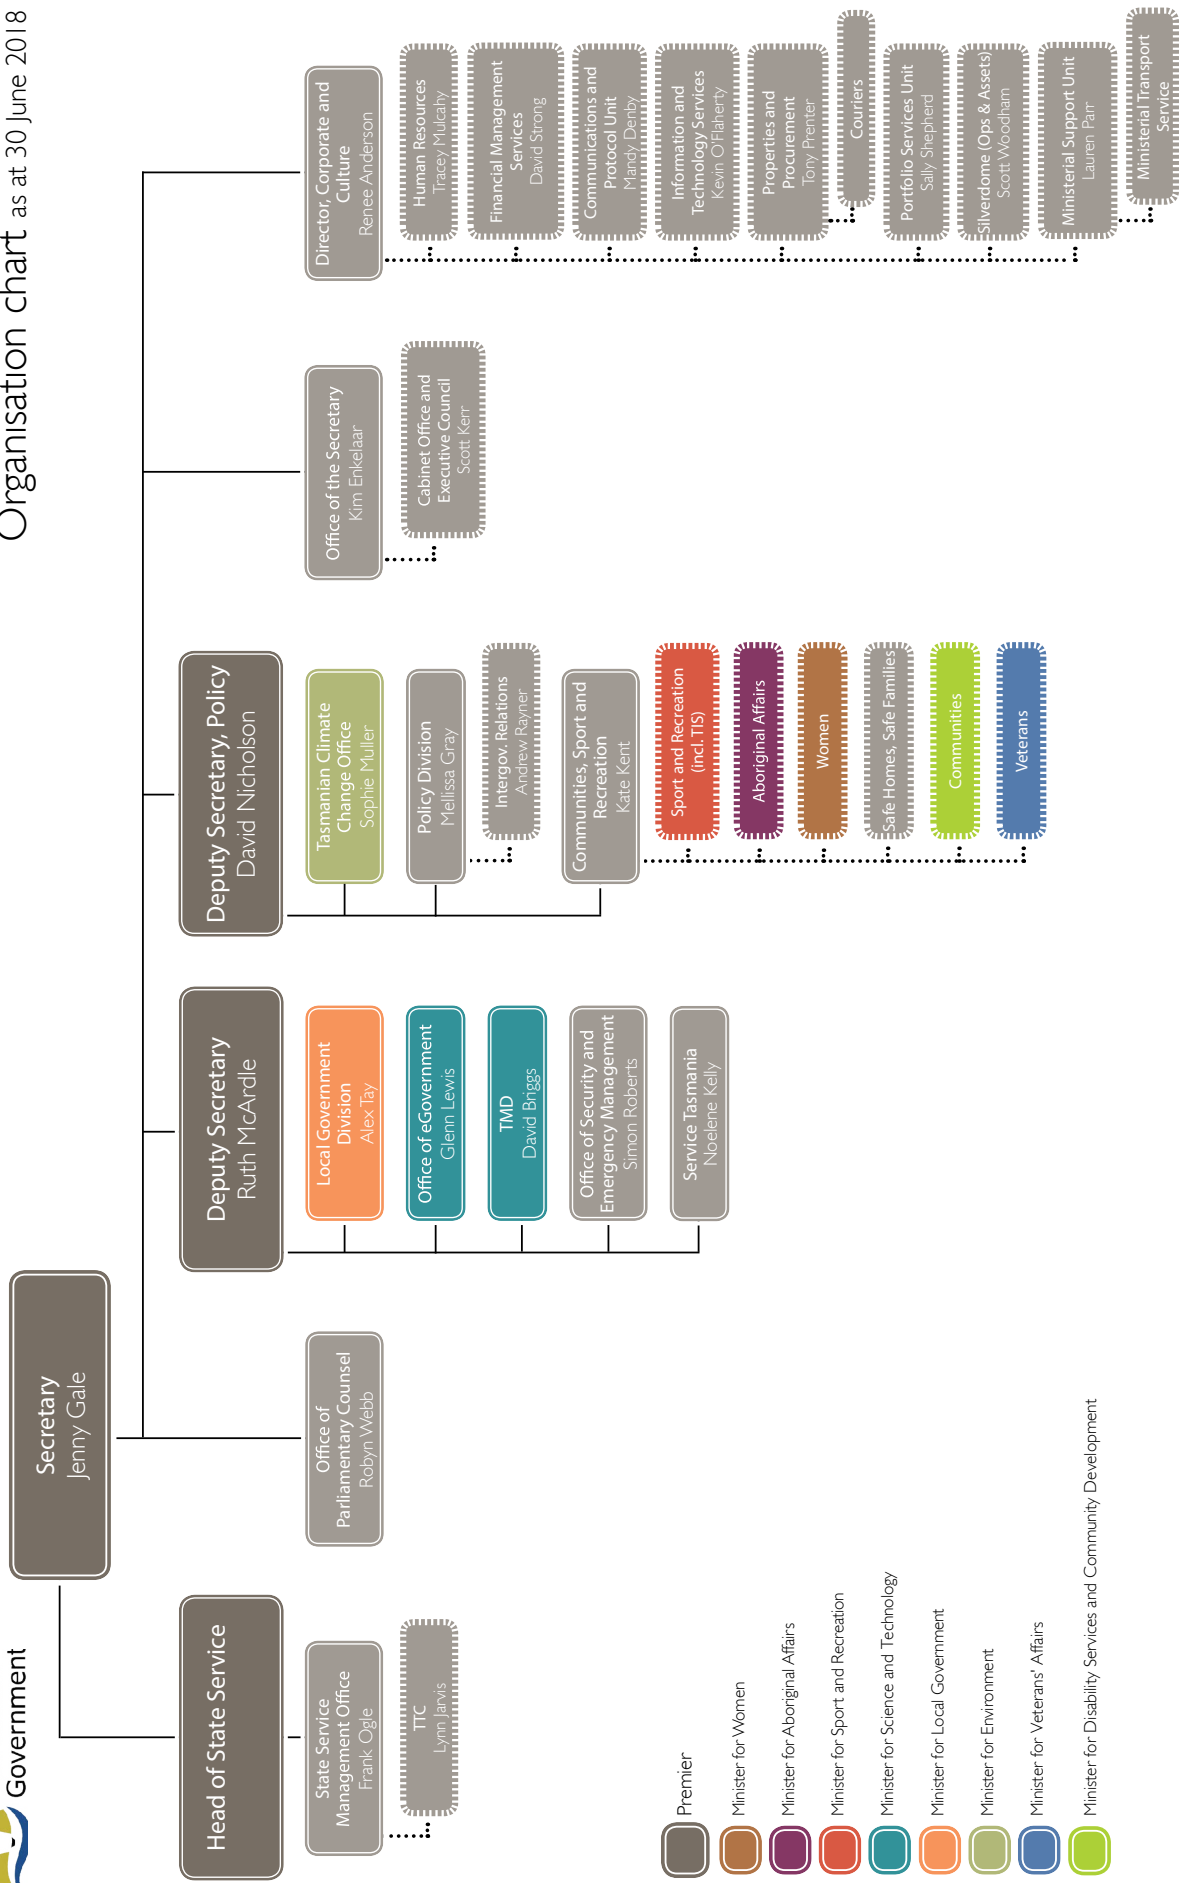 Government
Organisation chart as at 30 June 2018
Secretary
Jenny Gale
Head of State Service
State Service
Management Office
Frank Ogle
TTC
Lynn Jarvis
Office of
Parliamentary Counsel
Robyn Webb
Deputy Secretary
Ruth McArdle
Local Government
Division
Alex Tay
Office of eGovernment
Glenn Lewis
TMD
David Briggs
Office of Security and
Emergency Management
Simon Roberts
Service Tasmania
Noelene Kelly
Deputy Secretary, Policy
David Nicholson
Tasmanian Climate
Change Office
Sophie Muller
Policy Division
Mellissa Gray
Intergov. Relations
Andrew Rayner
Communities, Sport and
Recreation
Kate Kent
Sport and Recreation
(incl. TIS)
Aboriginal Affairs
Women
Safe Homes, Safe Families
Communities
Veterans
Office of the Secretary
Kim Enkelaar
Cabinet Office and
Executive Council
Scott Kerr
Director, Corporate and
Culture
Renee Anderson
Human Resources
Tracey Mulcahy
Financial Management
Services
David Strong
Communications and
Protocol Unit
Mandy Denby
Information and
Technology Services
Kevin O'Flaherty
Properties and
Procurement
Tony Prenter
Couriers
Portfolio Services Unit
Sally Shepherd
Silverdome (Ops & Assets)
Scott Woodham
Ministerial Support Unit
Lauren Parr
Ministerial Transport
Service
Premier
Minister for Women
Minister for Aboriginal Affairs
Minister for Sport and Recreation
Minister for Science and Technology
Minister for Local Government
Minister for Environment
Minister for Veterans' Affairs
Minister for Disability Services and Community Development